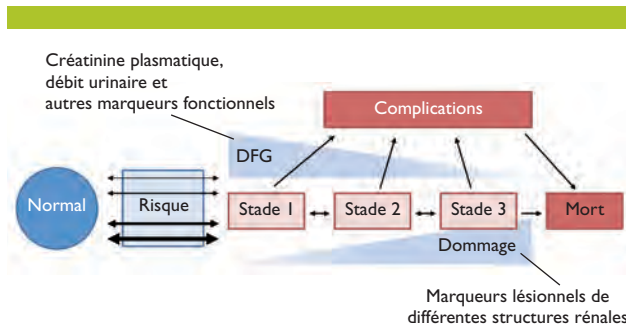 Créatinine plasmatique,
débit urinaire et
autres marqueurs fonctionnels
Complications
DFG
Normal
Risque
Stade 1
Stade 2
Stade 3
Mort
Dommage
Marqueurs lésionnels de
différentes structures rénales